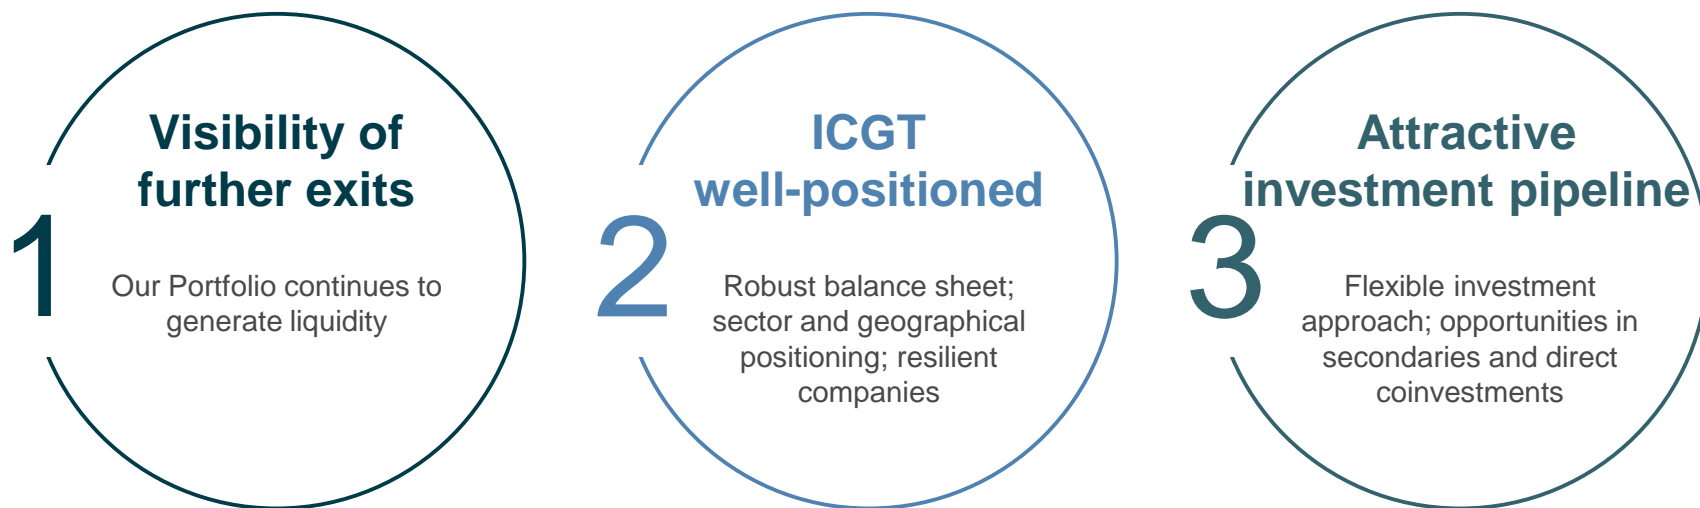 1
Visibility of
further exits
Our Portfolio continues to
generate liquidity
2
ICGT
well-positioned
Robust balance sheet;
sector and geographical
positioning; resilient
companies
3
Attractive
investment pipeline
Flexible investment
approach; opportunities in
secondaries and direct
coinvestments